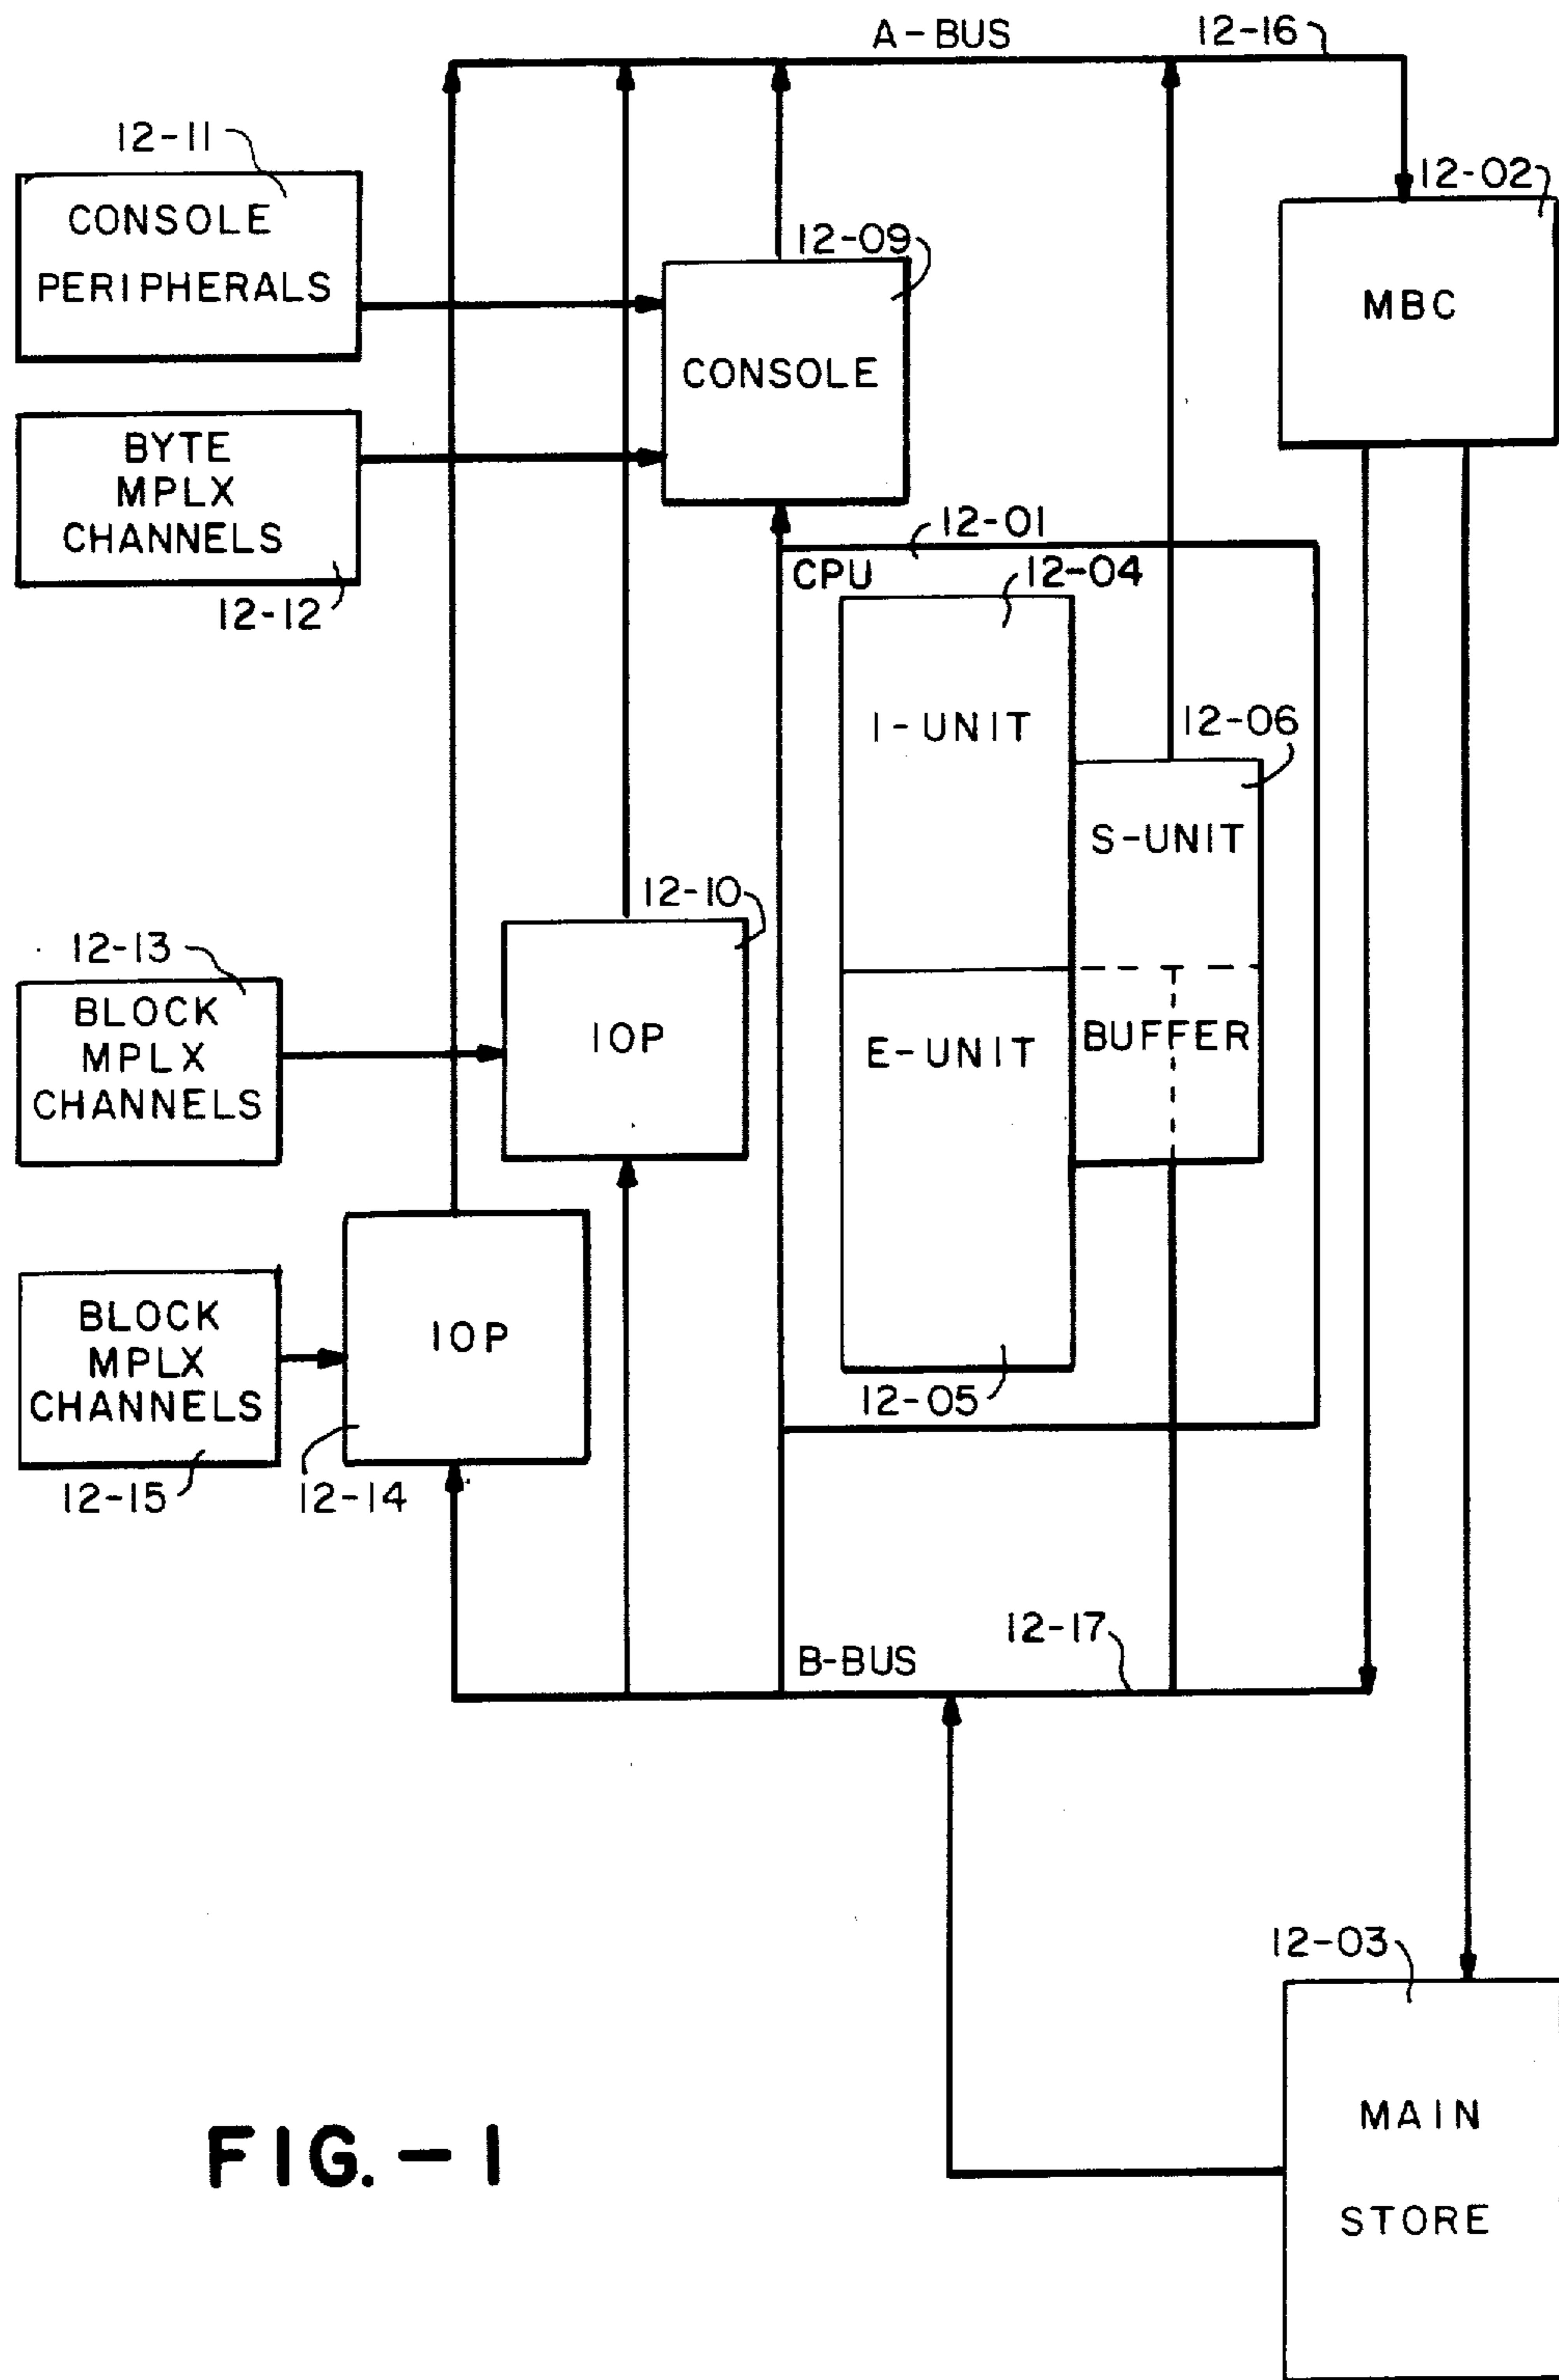 A-BUS
12-16
12-11
CONSOLE
PERIPHERALS
12-02
MBC
12-09
CONSOLE
BYTE
MPLX
CHANNELS
12-12
12-01
CPU
12-04
I-UNIT
12-06
S-UNIT
12-10
IOP
12-13
BLOCK
MPLX
CHANNELS
E-UNIT
BUFFER
12-05
BLOCK
MPLX
CHANNELS
12-15
IOP
12-14
12-17
B-BUS
12-03
MAIN
STORE
FIG.-1